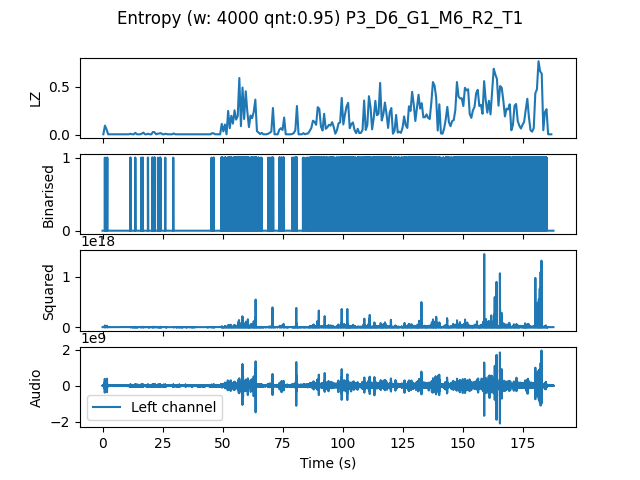 Entropy (w: 4000 qnt:0.95) P3_D6_G1_M6_R2_T1
0.5
0.0
LZ
1
0
Binarised
1e18
1
0
Squared
1e9
2
0
−2
Audio
Left channel
0 25 50 75 100 125 150 175
Time (s)